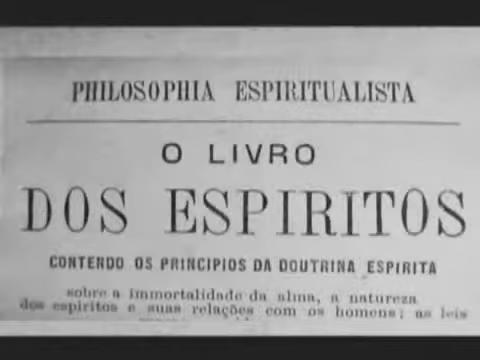 PHILOSOPHIA ESPIRITUALISTA
O LIVRO
DOS ESPIRITOS
CONTENDO OS PRINCIPIOS DA DOUTRINA ESPIRITA
sobre a immortalidade da alma, a natureza
dos espiritos e suas relações com os homens; as leis